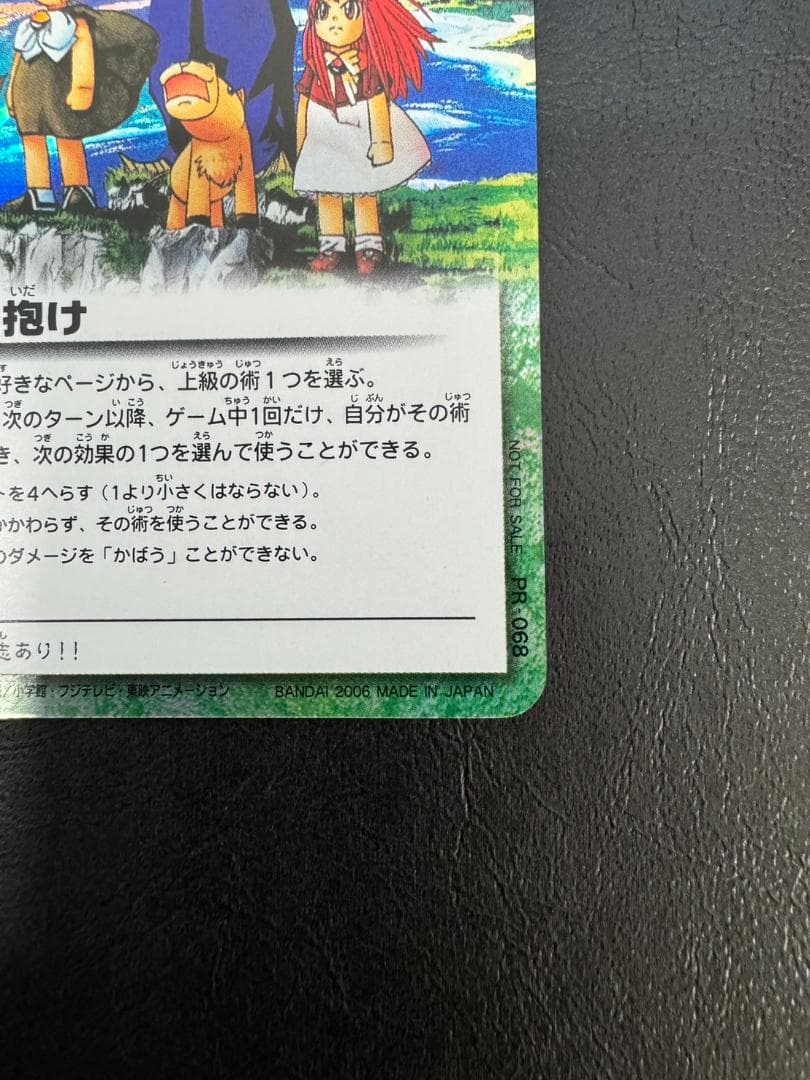 抱け
好きなページから、上級の術1つを選ぶ。
次のターン以降、ゲーム中1回だけ、自分がその術
き、次の効果の1つを選んで使うことができる。
トを4へらす（1より小さくはならない）。
かかわらず、その術を使うことができる。
のダメージを「かばう」ことができない。
志あり!!
小学館・フジテレビ・東映アニメーション
BANDAI 2006 MADE IN JAPAN
NOT FOR SALE PR-068